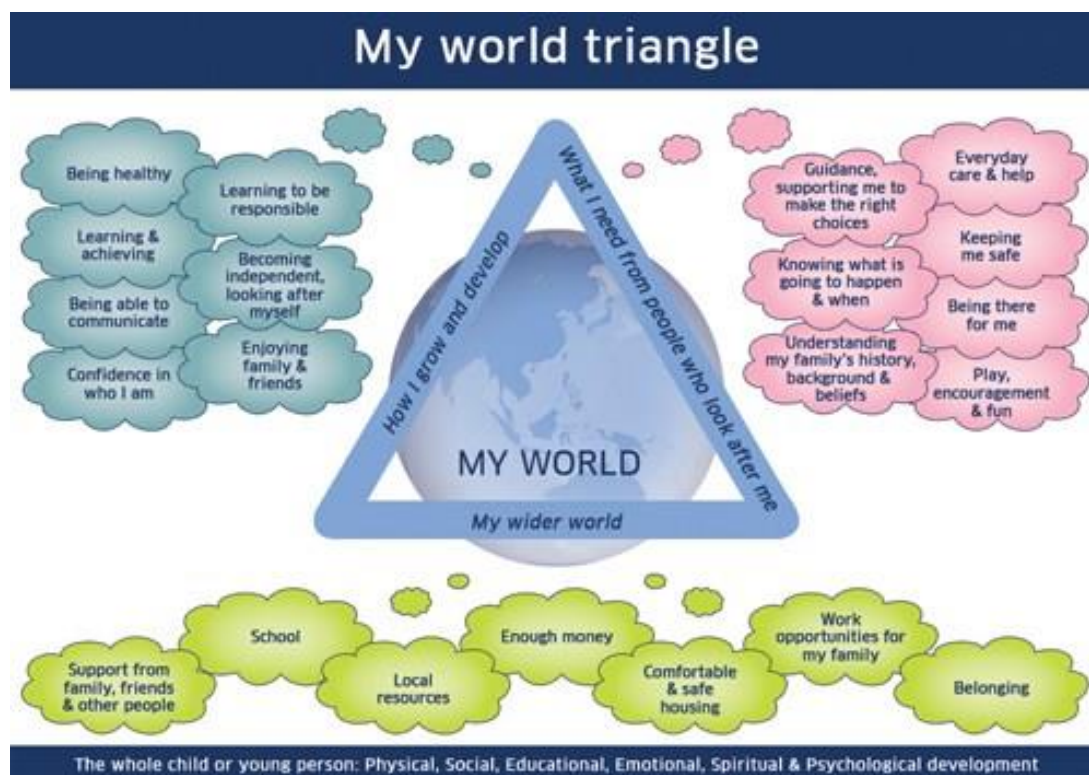 My world triangle
Being healthy
Learning to be
responsible
Learning &
achieving
Becoming
independent,
looking after
myself
Being able to
communicate
Enjoying
family &
friends
Confidence in
who I am
How I grow and develop
What I need from people who look after me
MY WORLD
My wider world
Guidance,
supporting me to
make the right
choices
Everyday
care & help
Knowing what is
going to happen
& when
Keeping
me safe
Understanding
my family's history,
background &
beliefs
Being there
for me
Play,
encouragement
& fun
Support from
family, friends
& other people
School
Local
resources
Enough money
Comfortable
& safe
housing
Work
opportunities for
my family
Belonging
The whole child or young person: Physical, Social, Educational, Emotional, Spiritual & Psychological development